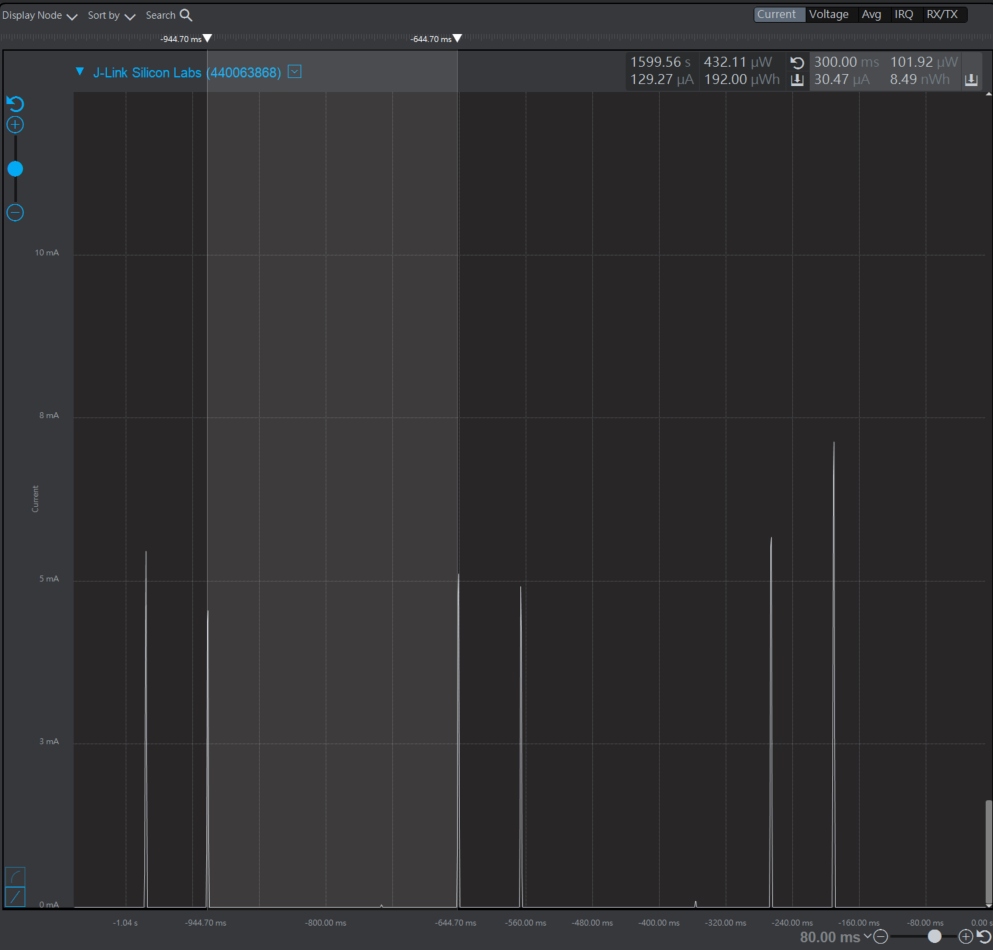 Display Node Sort by Search Current Voltage Avg IRQ RX/TX
-944.70 ms -644.70 ms
J-Link Silicon Labs (440063868)
1599.56 s 432.11 µW 300.00 ms 101.92 µW
129.27 µA 192.00 µWh 30.47 µA 8.49 nWh
10 mA
8 mA
Current
5 mA
3 mA
0 mA
-1.04 s -944.70 ms -800.00 ms -644.70 ms -560.00 ms -480.00 ms -400.00 ms -320.00 ms -240.00 ms -160.00 ms -80.00 ms 0.00 s
80.00 ms